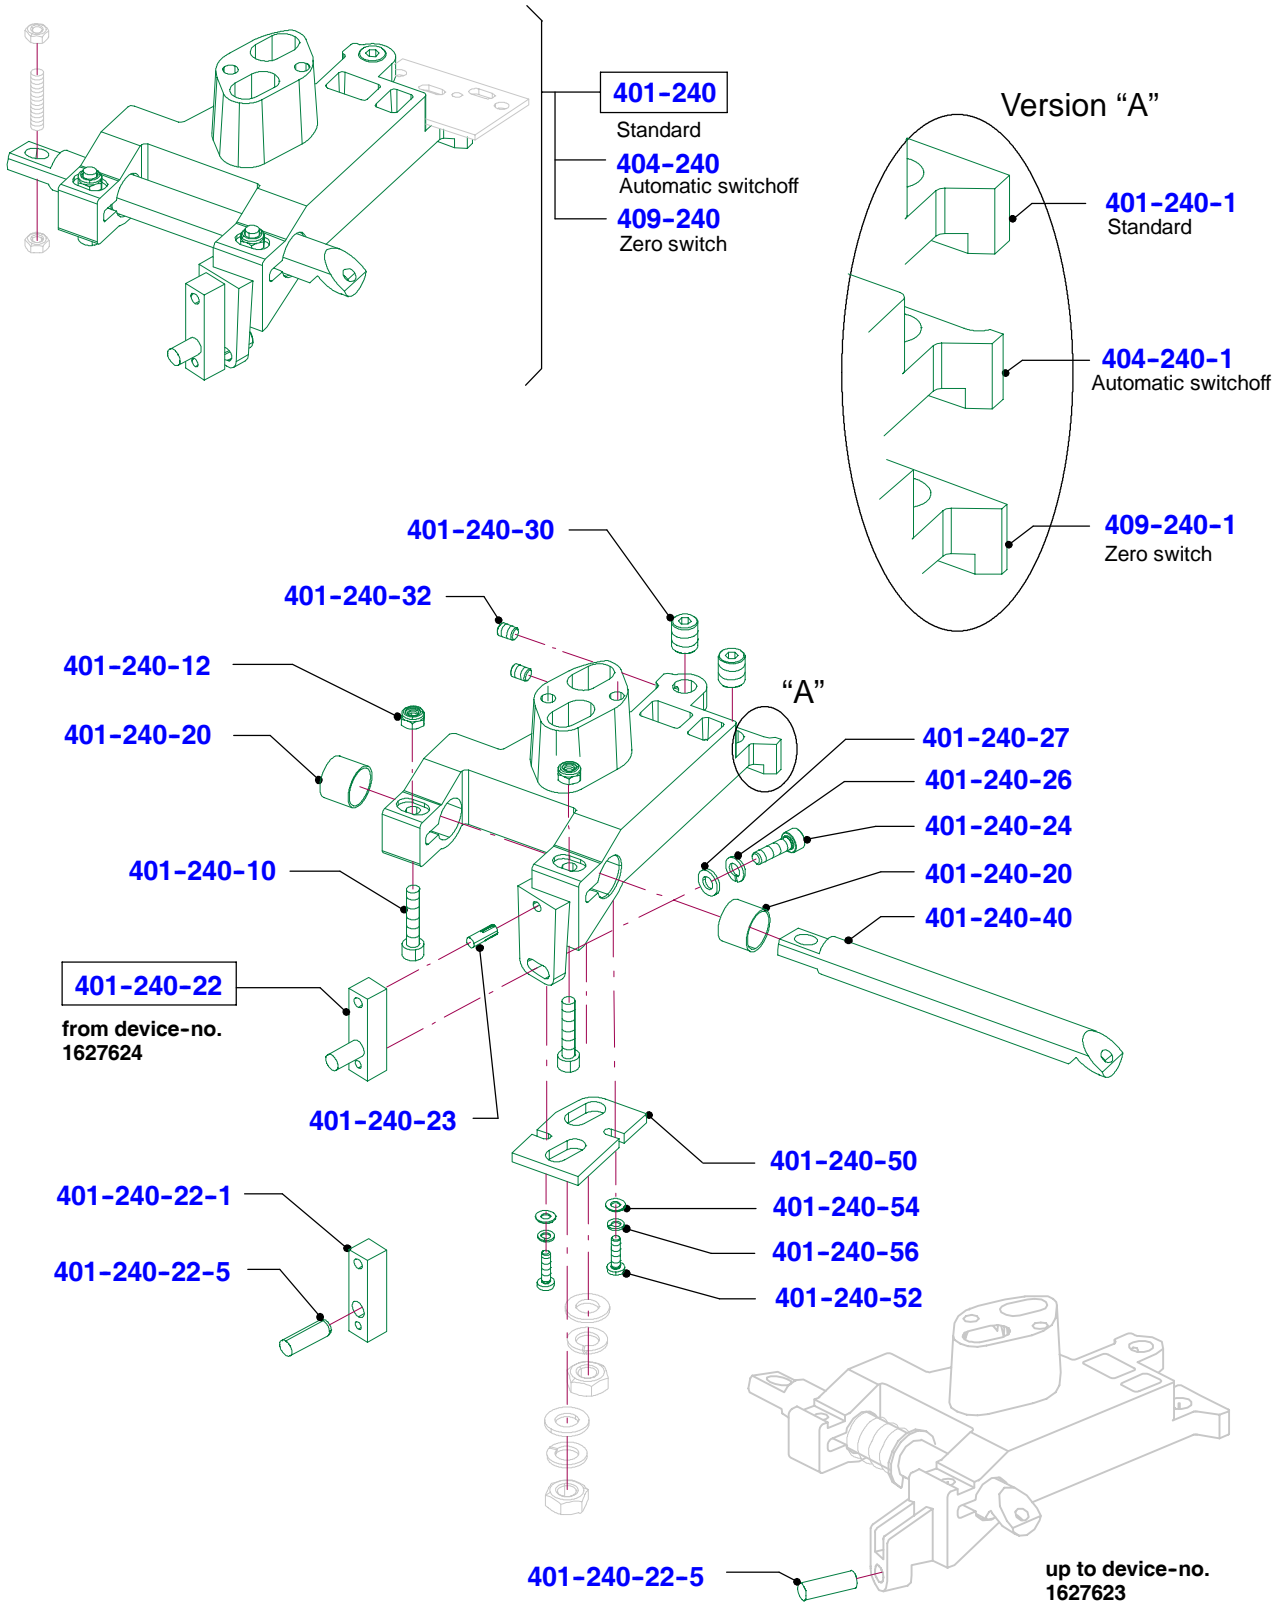 401-240
Standard
404-240
Automatic switchoff
409-240
Zero switch
Version “A”
401-240-1
Standard
404-240-1
Automatic switchoff
409-240-1
Zero switch
401-240-30
401-240-32
401-240-12
401-240-20
“A”
401-240-27
401-240-26
401-240-24
401-240-20
401-240-40
401-240-10
401-240-22
from device-no.
1627624
401-240-23
401-240-50
401-240-54
401-240-56
401-240-52
401-240-22-1
401-240-22-5
401-240-22-5
up to device-no.
1627623